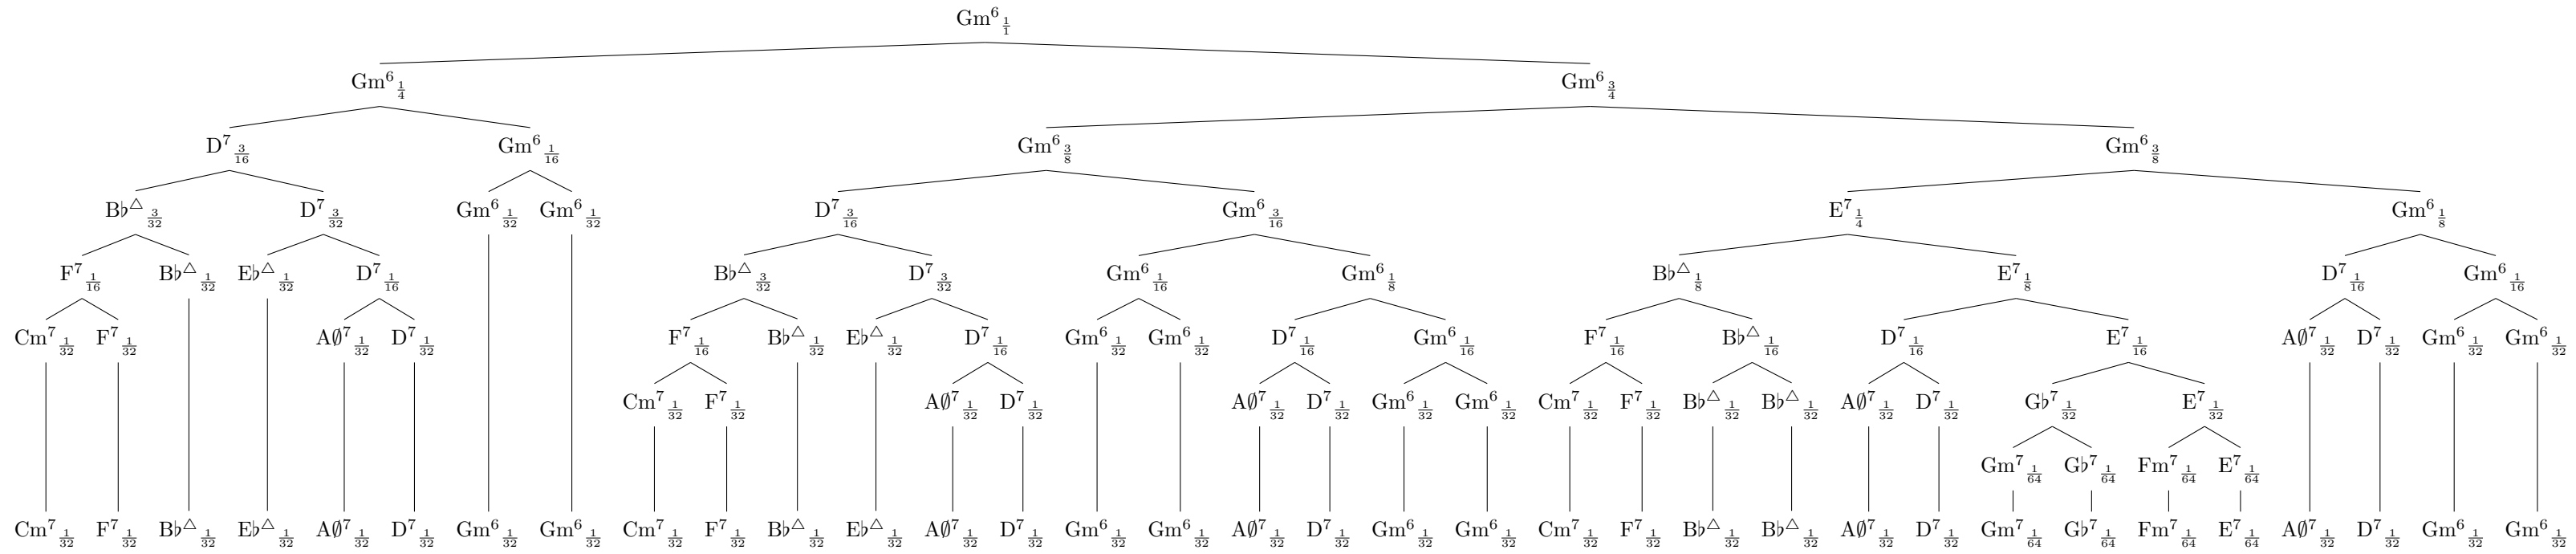 Gm⁶ 1/1
Gm⁶ 1/4 Gm⁶ 3/4
D⁷ 3/16 Gm⁶ 1/16 Gm⁶ 3/8 Gm⁶ 3/8
B♭△ 3/32 D⁷ 3/32 Gm⁶ 1/32 Gm⁶ 1/32 D⁷ 3/16 Gm⁶ 3/16 E⁷ 1/4 Gm⁶ 1/8
F⁷ 1/16 B♭△ 1/32 E♭△ 1/32 D⁷ 1/16 B♭△ 3/32 D⁷ 3/32 Gm⁶ 1/16 Gm⁶ 1/8 B♭△ 1/8 E⁷ 1/8 D⁷ 1/16 Gm⁶ 1/16
Cm⁷ 1/32 F⁷ 1/32 A∅⁷ 1/32 D⁷ 1/32 F⁷ 1/16 B♭△ 1/32 E♭△ 1/32 D⁷ 1/16 Gm⁶ 1/32 Gm⁶ 1/32 D⁷ 1/16 Gm⁶ 1/16 F⁷ 1/16 B♭△ 1/16 D⁷ 1/16 E⁷ 1/16 A∅⁷ 1/32 D⁷ 1/32 Gm⁶ 1/32 Gm⁶ 1/32
Cm⁷ 1/32 F⁷ 1/32 A∅⁷ 1/32 D⁷ 1/32 A∅⁷ 1/32 D⁷ 1/32 Gm⁶ 1/32 Gm⁶ 1/32 Cm⁷ 1/32 F⁷ 1/32 B♭△ 1/32 B♭△ 1/32 A∅⁷ 1/32 D⁷ 1/32 G♭⁷ 1/32 E⁷ 1/32
Gm⁷ 1/64 G♭⁷ 1/64 Fm⁷ 1/64 E⁷ 1/64
Cm⁷ 1/32 F⁷ 1/32 B♭△ 1/32 E♭△ 1/32 A∅⁷ 1/32 D⁷ 1/32 Gm⁶ 1/32 Gm⁶ 1/32 Cm⁷ 1/32 F⁷ 1/32 B♭△ 1/32 E♭△ 1/32 A∅⁷ 1/32 D⁷ 1/32 Gm⁶ 1/32 Gm⁶ 1/32 A∅⁷ 1/32 D⁷ 1/32 Gm⁶ 1/32 Gm⁶ 1/32 Cm⁷ 1/32 F⁷ 1/32 B♭△ 1/32 B♭△ 1/32 A∅⁷ 1/32 D⁷ 1/32 Gm⁷ 1/64 G♭⁷ 1/64 Fm⁷ 1/64 E⁷ 1/64 A∅⁷ 1/32 D⁷ 1/32 Gm⁶ 1/32 Gm⁶ 1/32